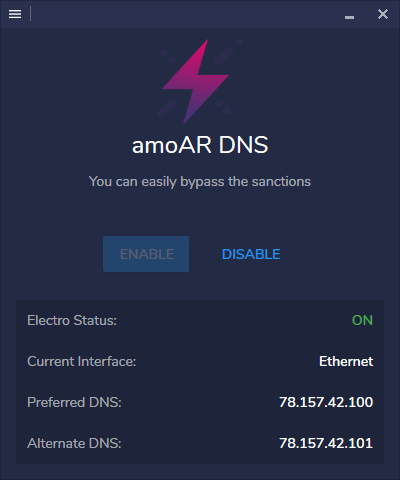 amoAR DNS
You can easily bypass the sanctions
ENABLE DISABLE
Electro Status: ON
Current Interface: Ethernet
Preferred DNS: 78.157.42.100
Alternate DNS: 78.157.42.101